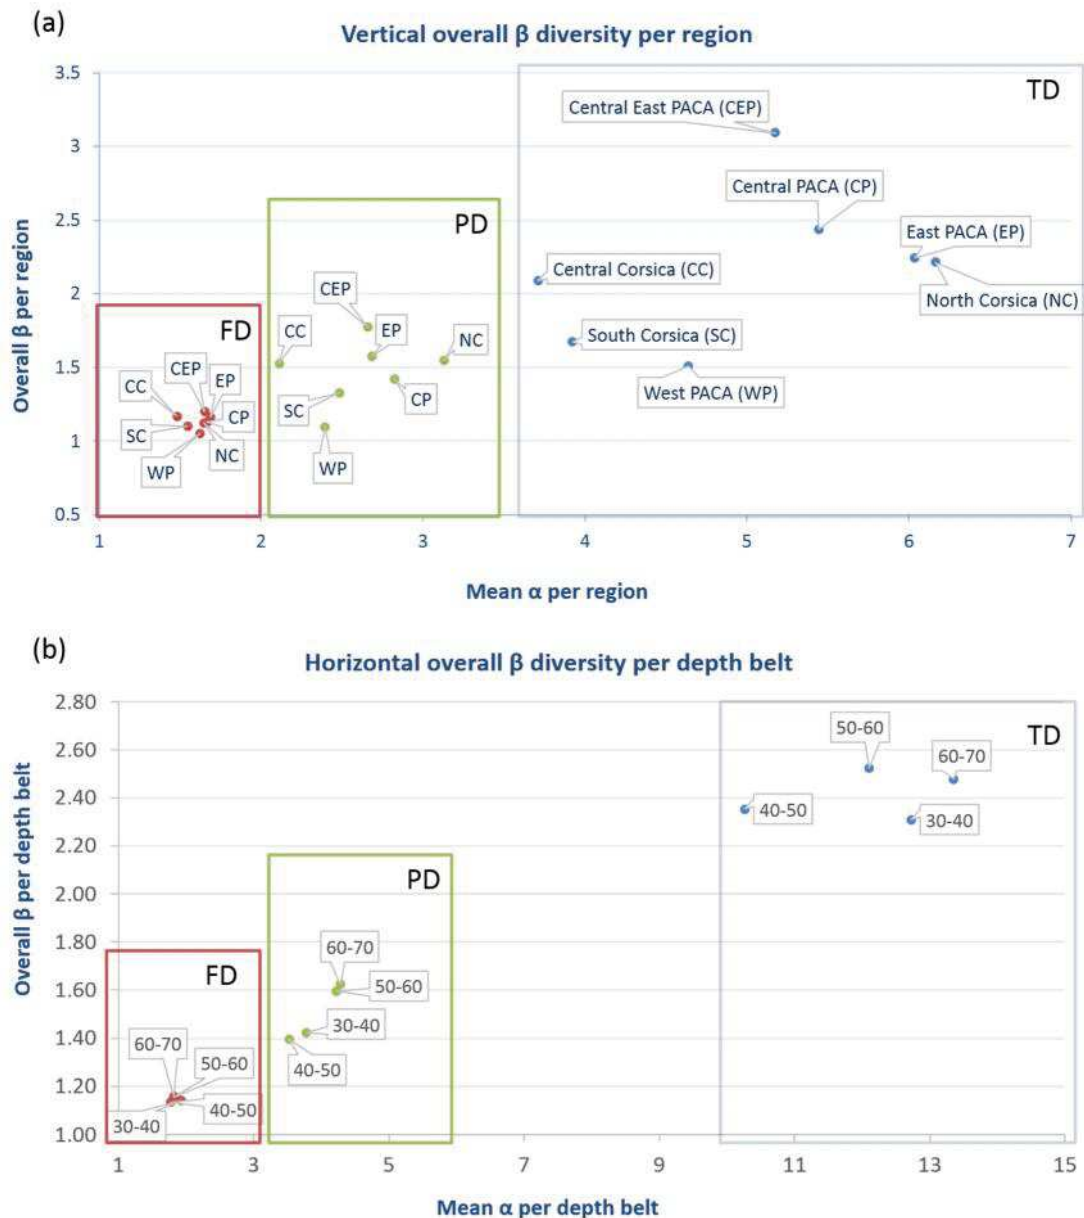 (a)
Vertical overall β diversity per region
3.5
3
2.5
2
1.5
1
0.5
Overall β per region
TD
Central East PACA (CEP)
Central PACA (CP)
East PACA (EP)
Central Corsica (CC)
North Corsica (NC)
South Corsica (SC)
West PACA (WP)
PD
CEP
EP
NC
CC
CP
SC
WP
FD
CEP
EP
CC
CP
SC
NC
WP
1 2 3 4 5 6 7
Mean α per region
(b)
Horizontal overall β diversity per depth belt
2.80
2.60
2.40
2.20
2.00
1.80
1.60
1.40
1.20
1.00
Overall β per depth belt
TD
50-60
60-70
40-50
30-40
PD
60-70
50-60
30-40
40-50
FD
60-70
50-60
40-50
30-40
1 3 5 7 9 11 13 15
Mean α per depth belt